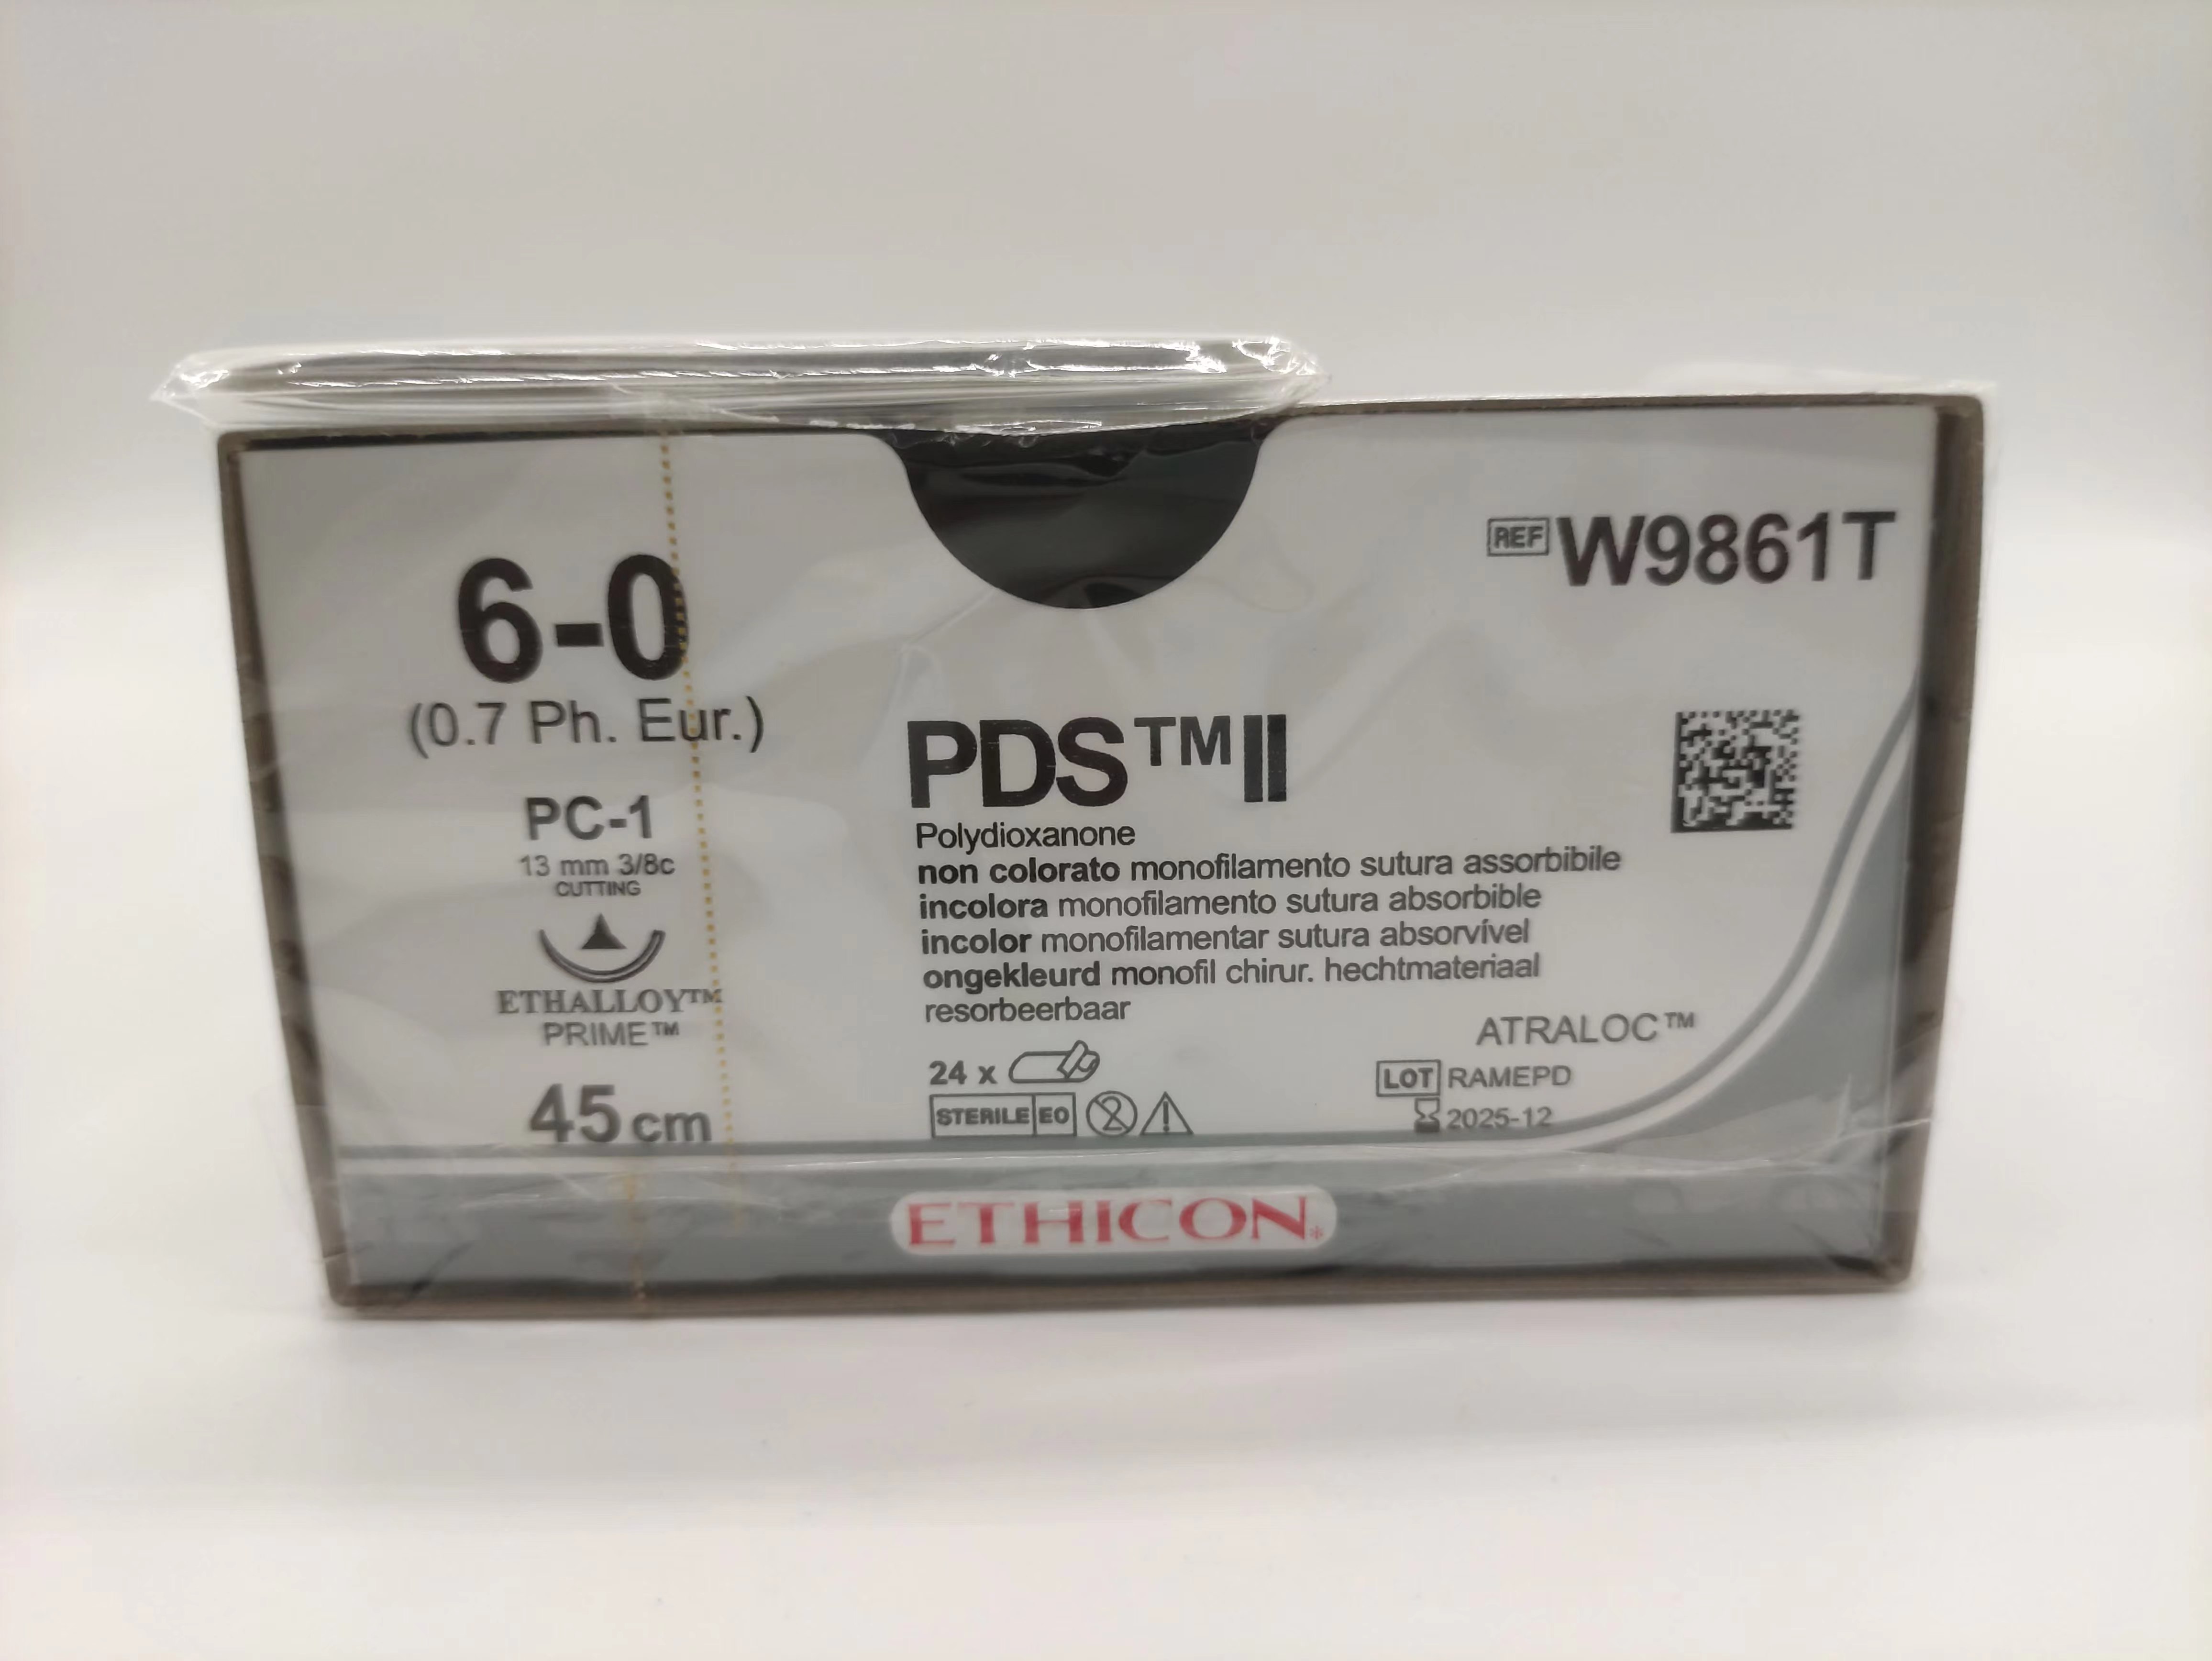 6-0
(0.7 Ph. Eur.)
PC-1
13 mm 3/8c
CUTTING
ETHALLOY™
PRIME™
45 cm
REF W9861T
PDS™II
Polydioxanone
non colorato monofilamento sutura assorbibile
incolora monofilamento sutura absorbible
incolor monofilamentar sutura absorvível
ongekleurd monofil chirur. hechtmateriaal
resorbeerbaar
24 x
STERILE EO 2
ATRALOC™
LOT RAMEPD
2025-12
ETHICON*